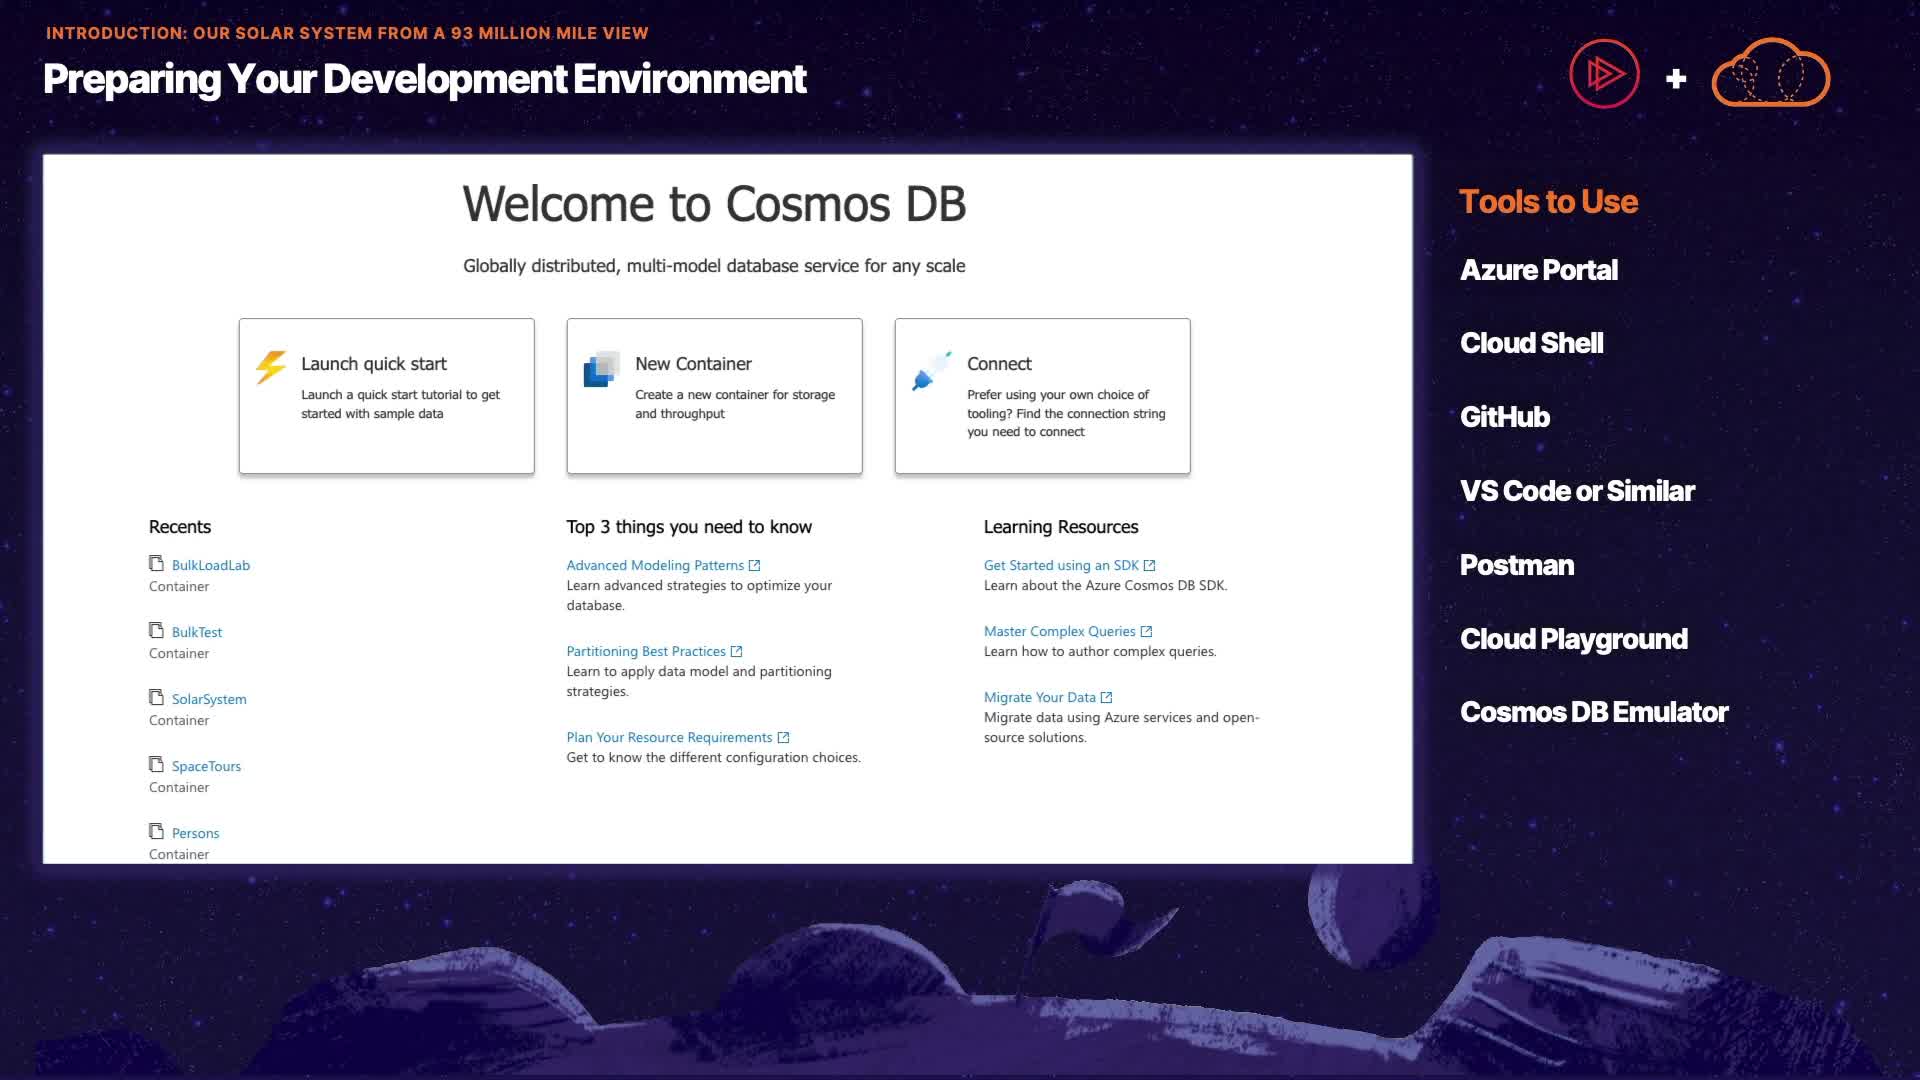 INTRODUCTION: OUR SOLAR SYSTEM FROM A 93 MILLION MILE VIEW
Preparing Your Development Environment
+
Welcome to Cosmos DB
Globally distributed, multi-model database service for any scale
Launch quick start
Launch a quick start tutorial to get
started with sample data
New Container
Create a new container for storage
and throughput
Connect
Prefer using your own choice of
tooling? Find the connection string
you need to connect
Recents
BulkLoadLab
Container
BulkTest
Container
SolarSystem
Container
SpaceTours
Container
Persons
Container
Top 3 things you need to know
Advanced Modeling Patterns
Learn advanced strategies to optimize your
database.
Partitioning Best Practices
Learn to apply data model and partitioning
strategies.
Plan Your Resource Requirements
Get to know the different configuration choices.
Learning Resources
Get Started using an SDK
Learn about the Azure Cosmos DB SDK.
Master Complex Queries
Learn how to author complex queries.
Migrate Your Data
Migrate data using Azure services and open-
source solutions.
Tools to Use
Azure Portal
Cloud Shell
GitHub
VS Code or Similar
Postman
Cloud Playground
Cosmos DB Emulator